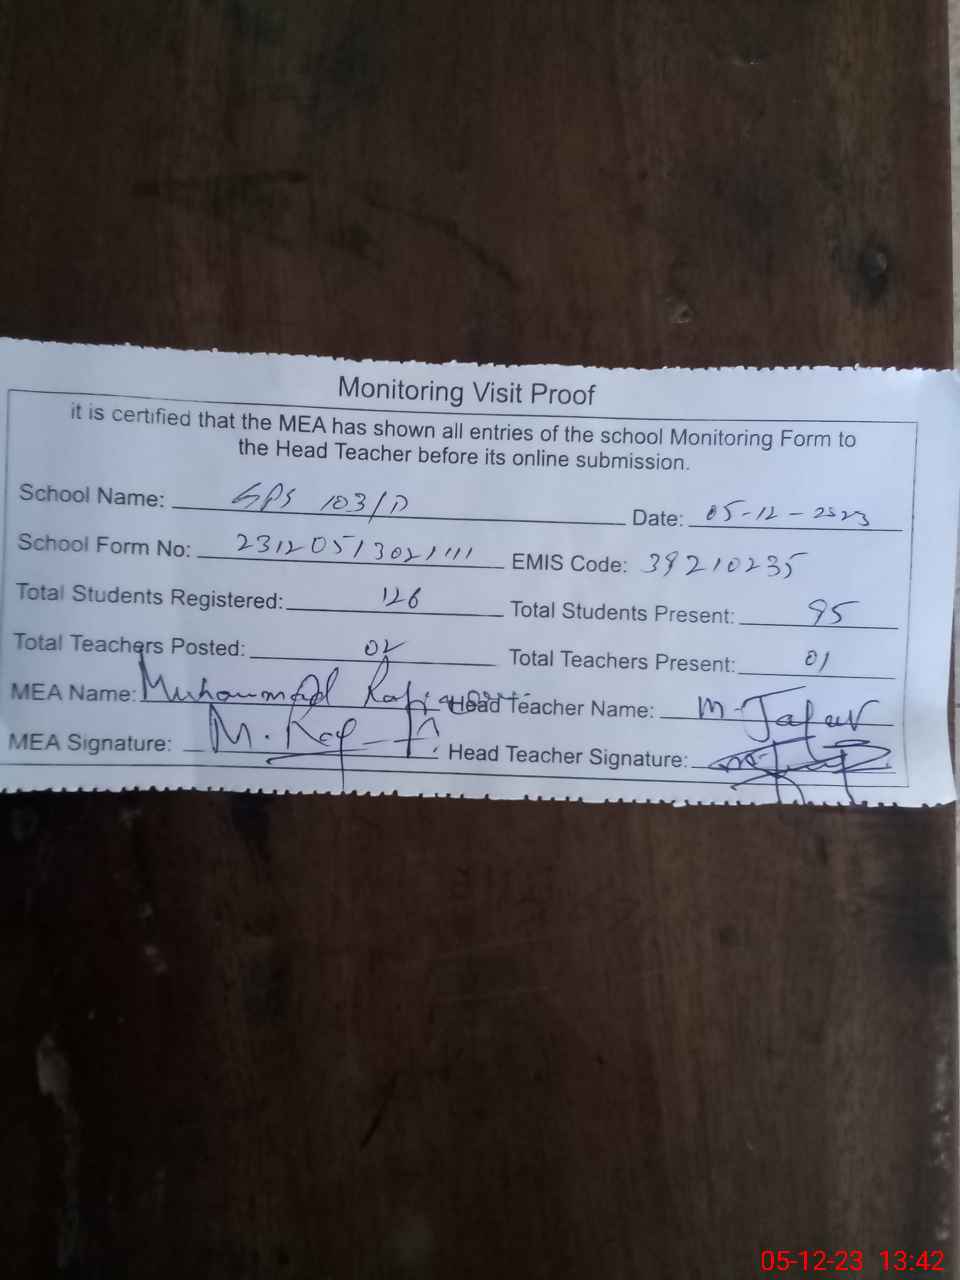 Monitoring Visit Proof
it is certified that the MEA has shown all entries of the school Monitoring Form to
the Head Teacher before its online submission.
School Name: GPS 103/D Date: 05-12-2023
School Form No: 23120513021111 EMIS Code: 39210235
Total Students Registered: 126 Total Students Present: 95
Total Teachers Posted: 02 Total Teachers Present: 01
MEA Name: Muhammad Head Teacher Name: M. Jafar
MEA Signature: Head Teacher Signature:
05-12-23 13:42